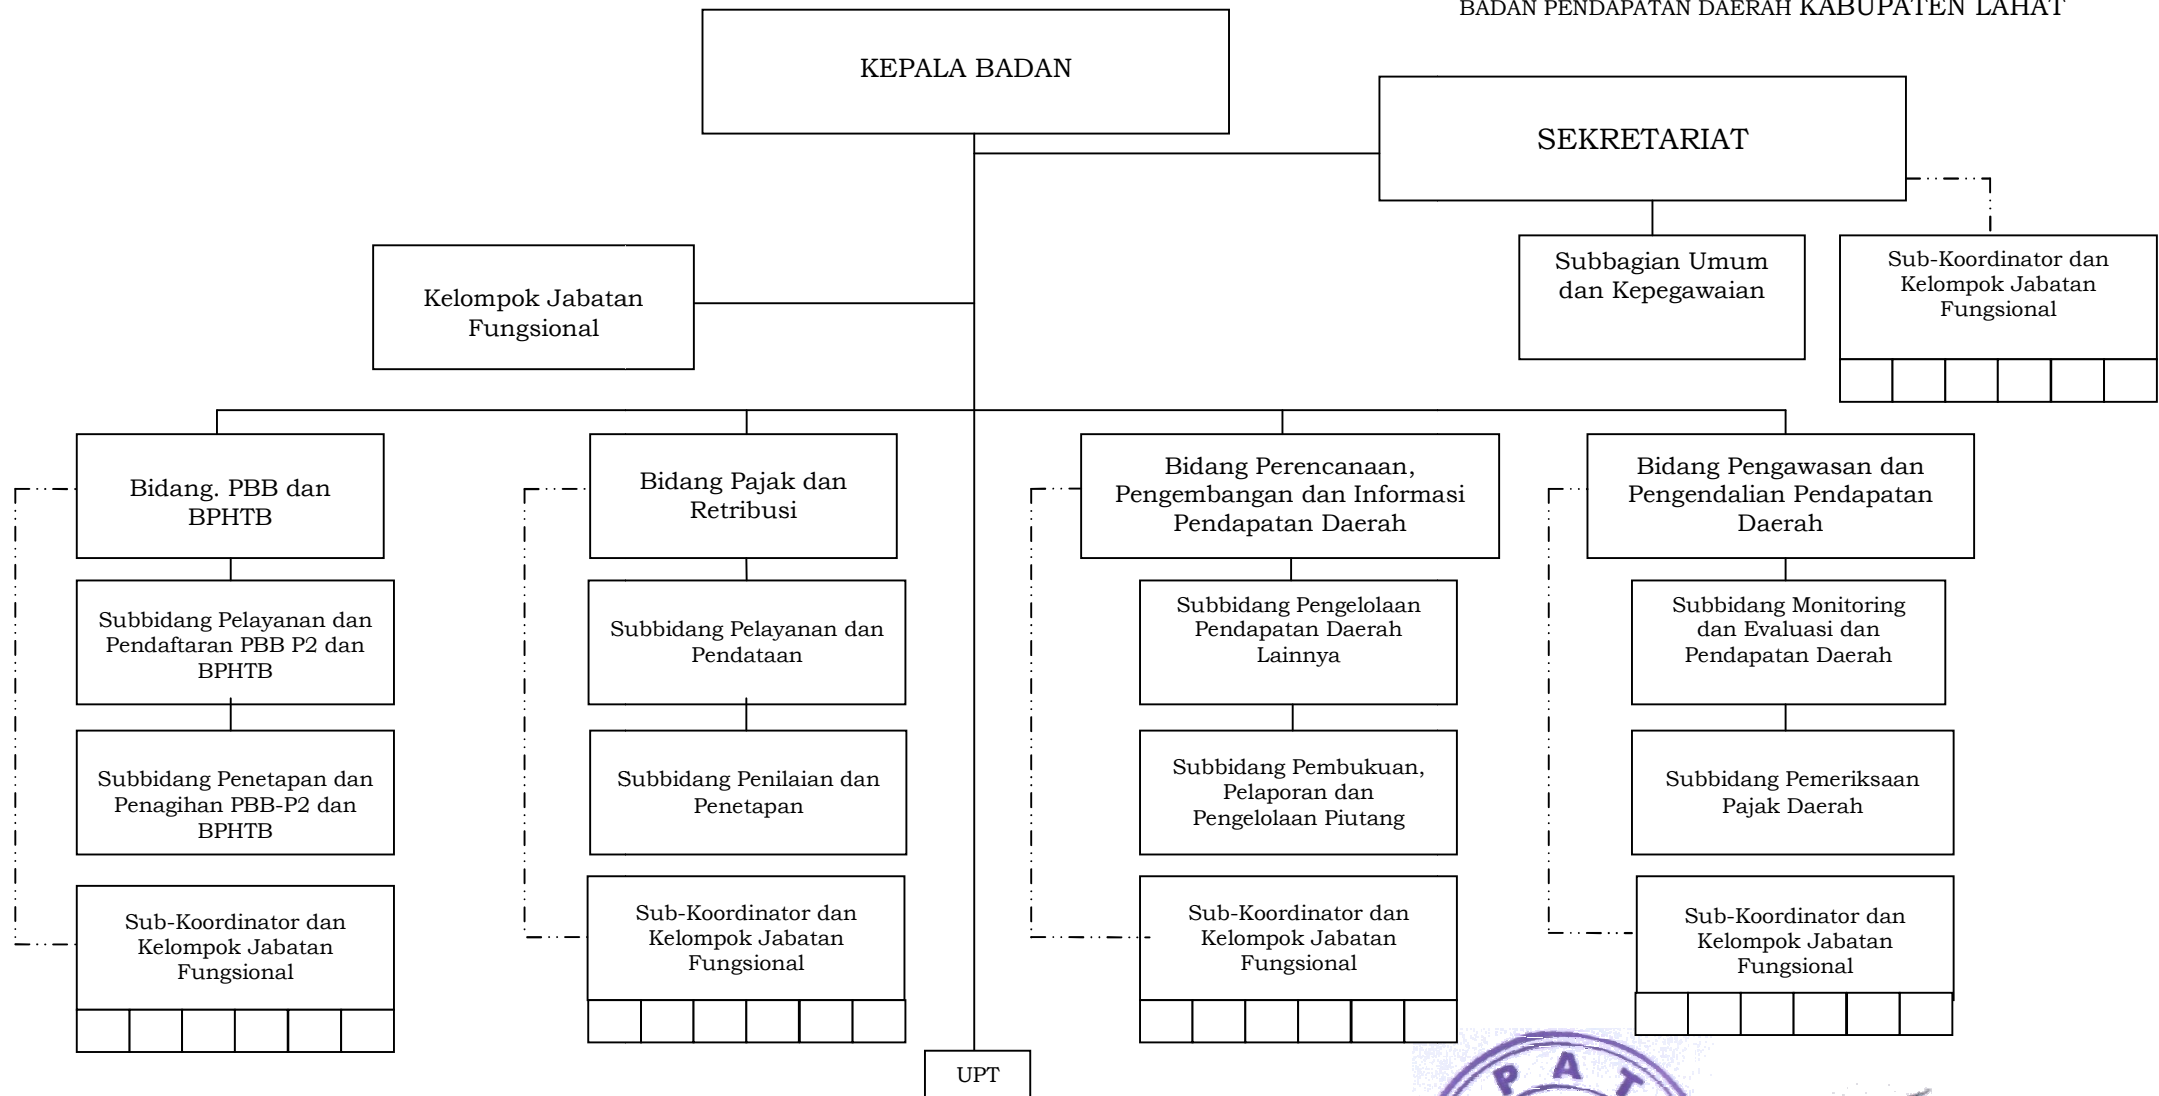 BADAN PENDAPATAN DAERAH KABUPATEN LAHAT
KEPALA BADAN
SEKRETARIAT
Subbagian Umum
dan Kepegawaian
Sub-Koordinator dan
Kelompok Jabatan
Fungsional
Kelompok Jabatan
Fungsional
Bidang. PBB dan
BPHTB
Bidang Pajak dan
Retribusi
Bidang Perencanaan,
Pengembangan dan Informasi
Pendapatan Daerah
Bidang Pengawasan dan
Pengendalian Pendapatan
Daerah
Subbidang Pelayanan dan
Pendaftaran PBB P2 dan
BPHTB
Subbidang Pelayanan dan
Pendataan
Subbidang Pengelolaan
Pendapatan Daerah
Lainnya
Subbidang Monitoring
dan Evaluasi dan
Pendapatan Daerah
Subbidang Penetapan dan
Penagihan PBB-P2 dan
BPHTB
Subbidang Penilaian dan
Penetapan
Subbidang Pembukuan,
Pelaporan dan
Pengelolaan Piutang
Subbidang Pemeriksaan
Pajak Daerah
Sub-Koordinator dan
Kelompok Jabatan
Fungsional
Sub-Koordinator dan
Kelompok Jabatan
Fungsional
Sub-Koordinator dan
Kelompok Jabatan
Fungsional
Sub-Koordinator dan
Kelompok Jabatan
Fungsional
UPT
P A T